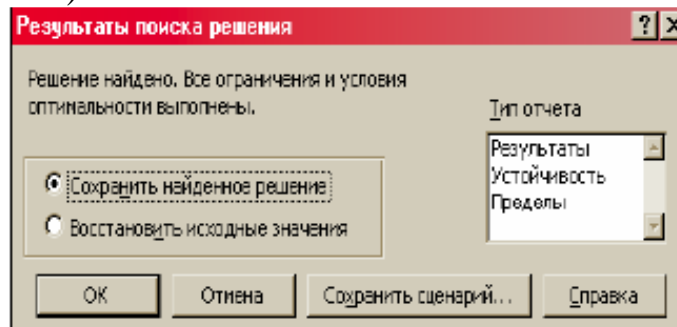 Результаты поиска решения
Решение найдено. Все ограничения и условия
оптимальности выполнены.
Тип отчета
Результаты
Устойчивость
Пределы
Сохранить найденное решение
Восстановить исходные значения
ОК
Отмена
Сохранить сценарий...
Справка